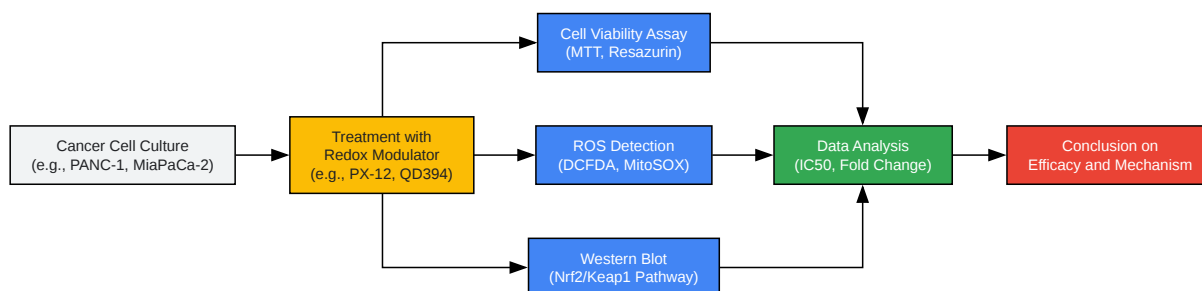 Cancer Cell Culture
(e.g., PANC-1, MiaPaCa-2)
Treatment with
Redox Modulator
(e.g., PX-12, QD394)
Cell Viability Assay
(MTT, Resazurin)
ROS Detection
(DCFDA, MitoSOX)
Western Blot
(Nrf2/Keap1 Pathway)
Data Analysis
(IC50, Fold Change)
Conclusion on
Efficacy and Mechanism